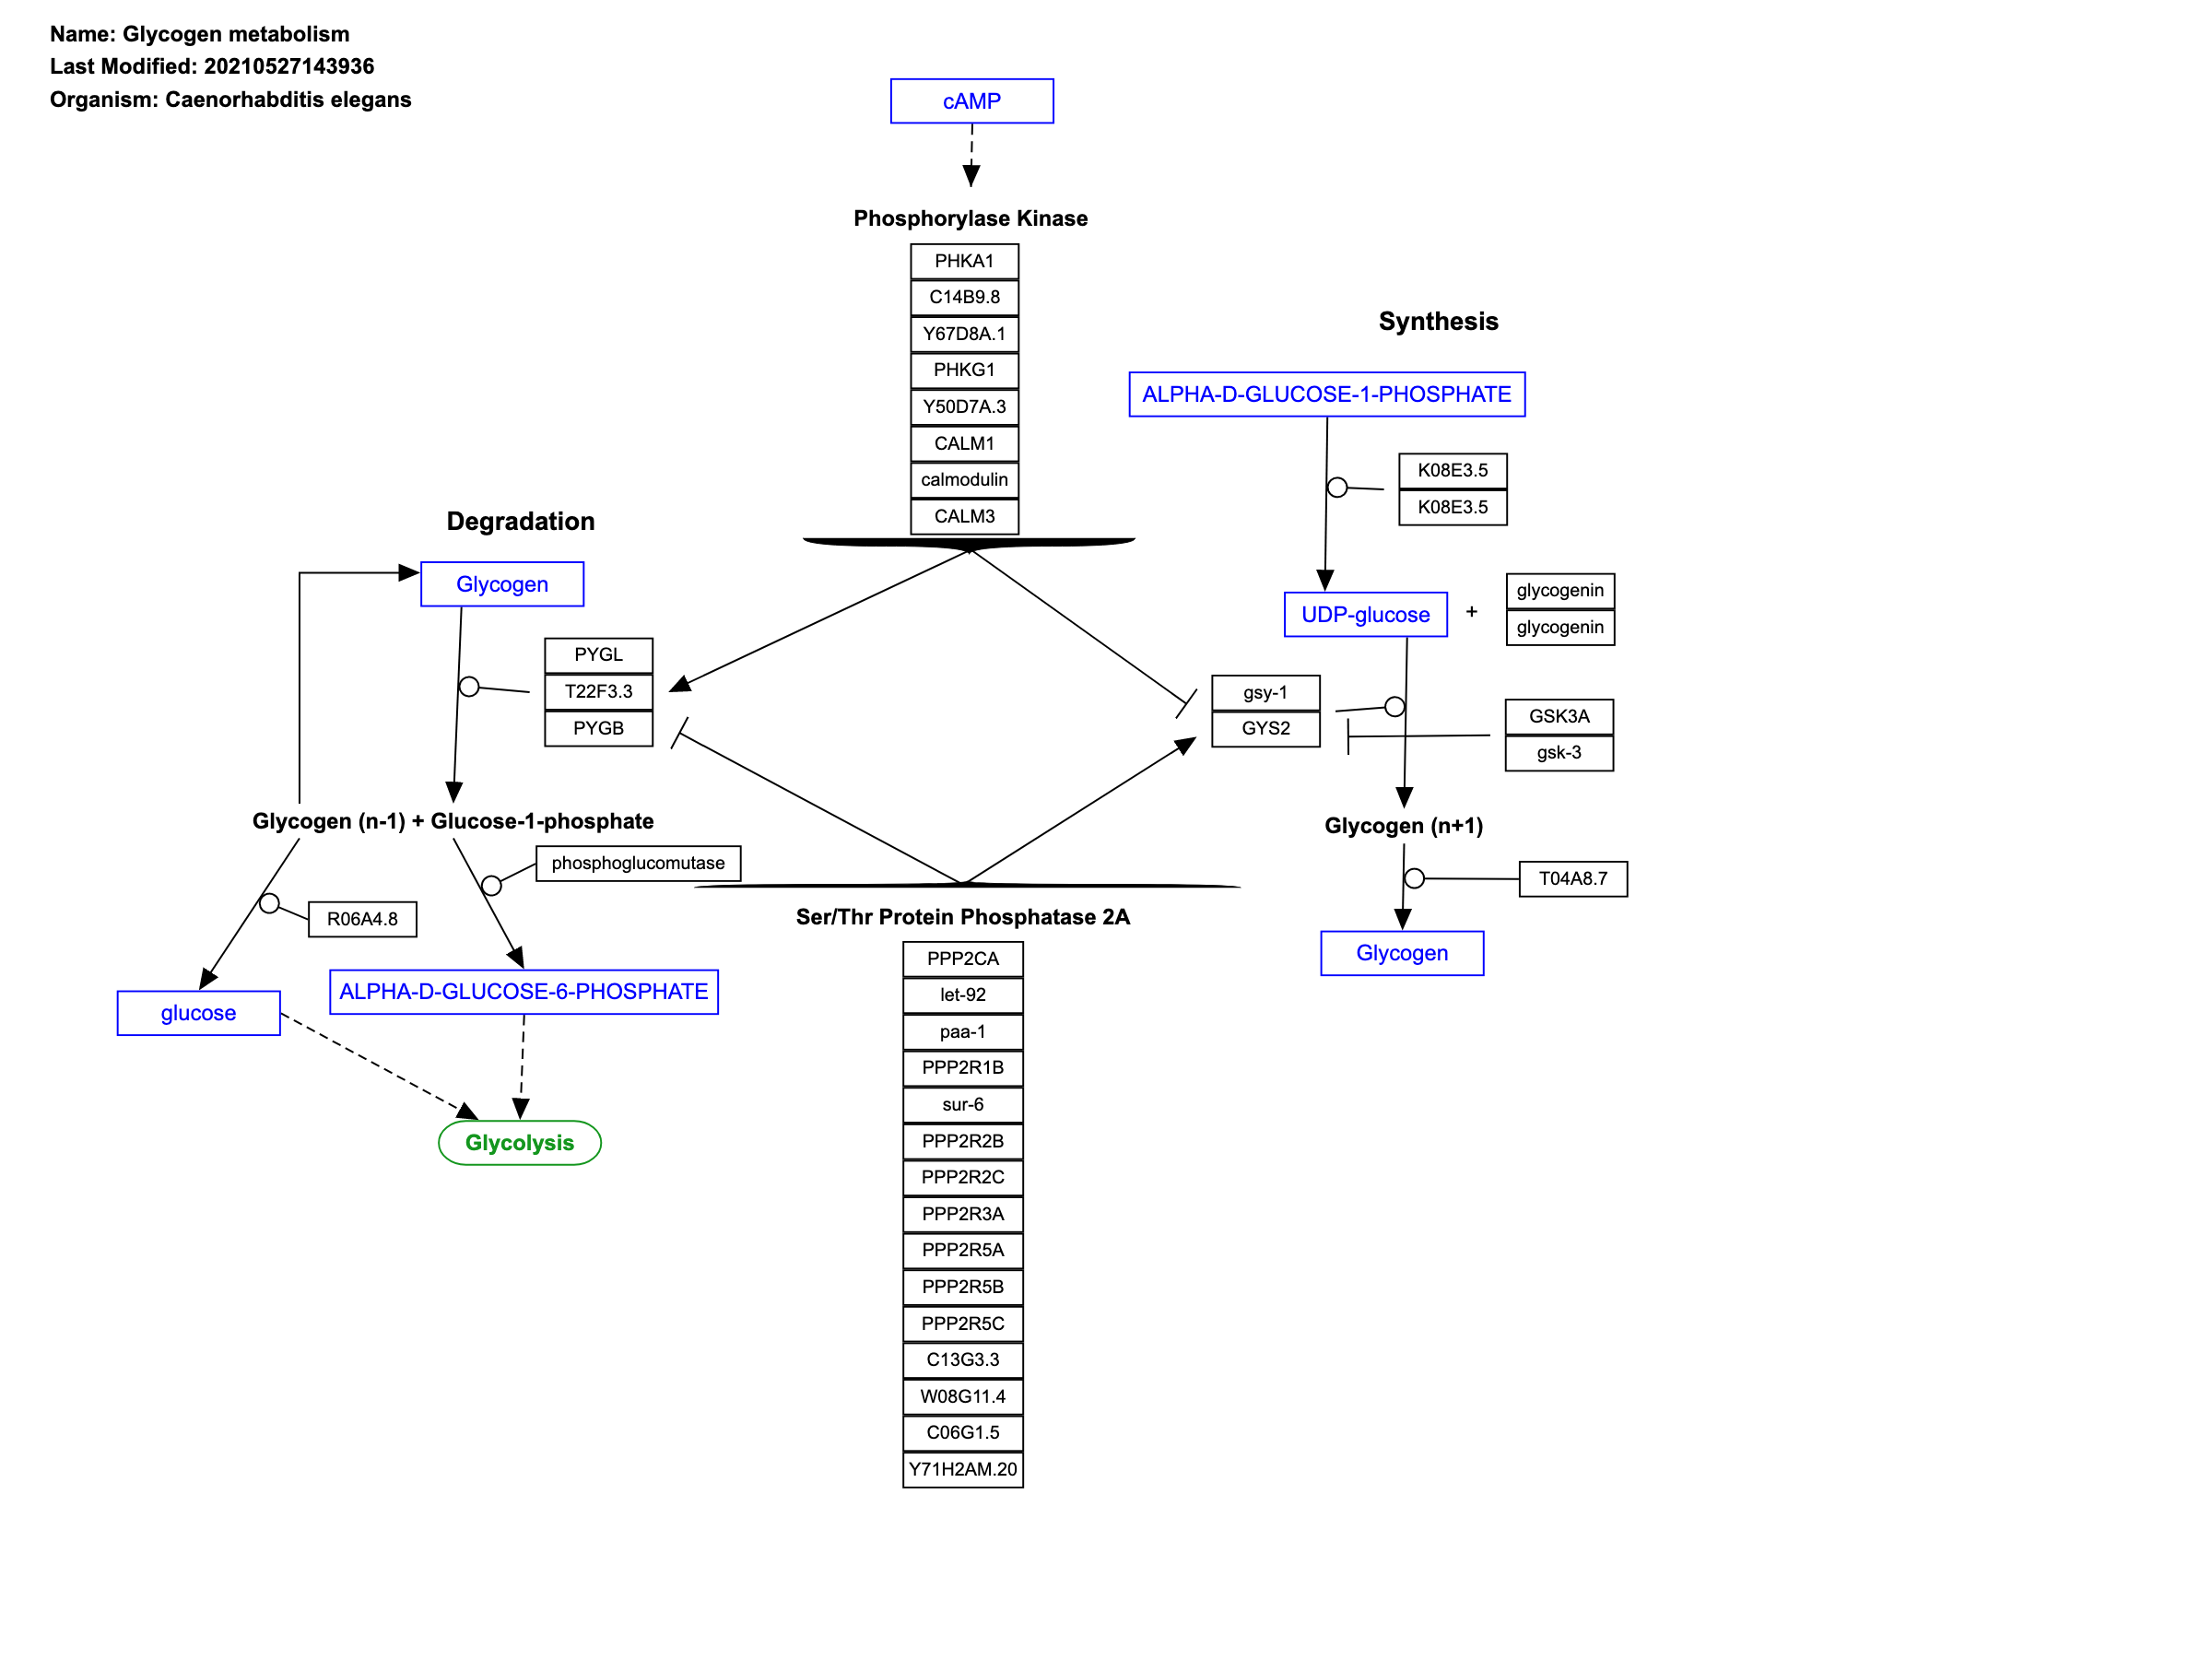 Name: Glycogen metabolism
Last Modified: 20210527143936
Organism: Caenorhabditis elegans
cAMP
Phosphorylase Kinase
PHKA1
C14B9.8
Y67D8A.1
PHKG1
Y50D7A.3
CALM1
calmodulin
CALM3
Synthesis
ALPHA-D-GLUCOSE-1-PHOSPHATE
K08E3.5
K08E3.5
UDP-glucose
+
glycogenin
glycogenin
gsy-1
GYS2
GSK3A
gsk-3
Glycogen (n+1)
T04A8.7
Glycogen
Degradation
Glycogen
PYGL
T22F3.3
PYGB
Glycogen (n-1) + Glucose-1-phosphate
phosphoglucomutase
R06A4.8
glucose
ALPHA-D-GLUCOSE-6-PHOSPHATE
Glycolysis
Ser/Thr Protein Phosphatase 2A
PPP2CA
let-92
paa-1
PPP2R1B
sur-6
PPP2R2B
PPP2R2C
PPP2R3A
PPP2R5A
PPP2R5B
PPP2R5C
C13G3.3
W08G11.4
C06G1.5
Y71H2AM.20